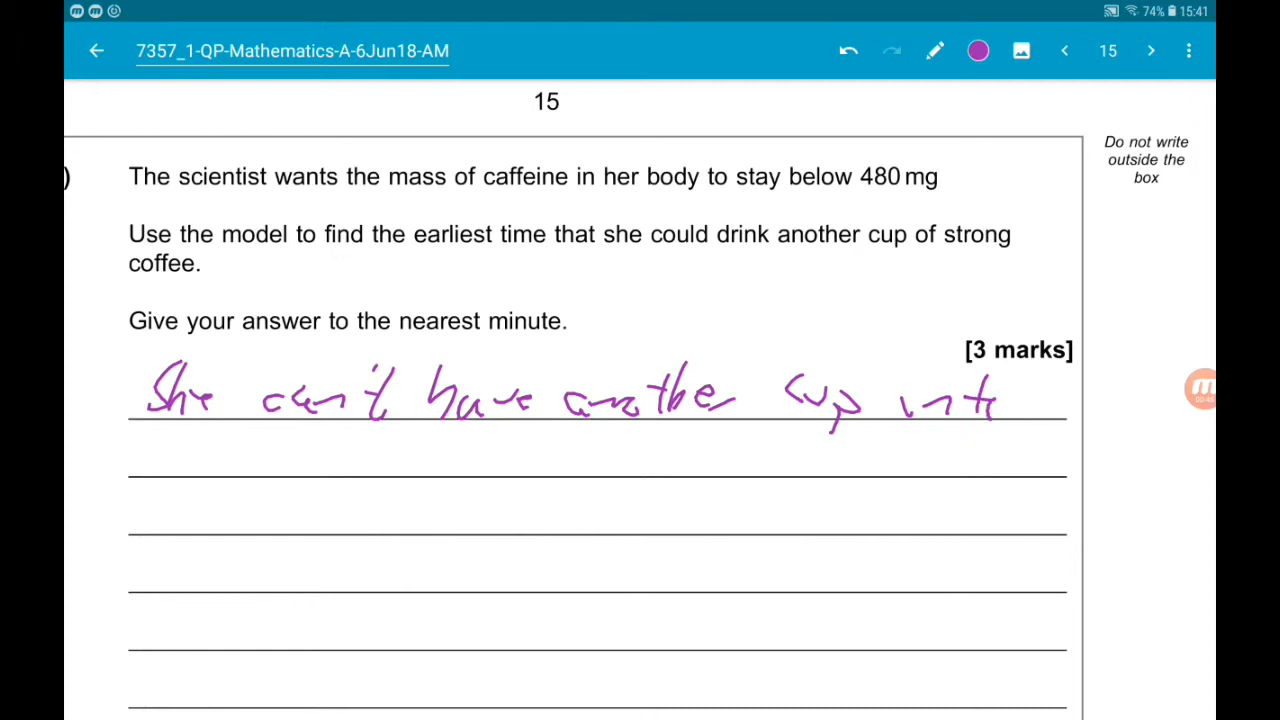 74% 15:41
7357_1-QP-Mathematics-A-6Jun18-AM
15
15
Do not write
outside the
box
) The scientist wants the mass of caffeine in her body to stay below 480 mg
Use the model to find the earliest time that she could drink another cup of strong
coffee.
Give your answer to the nearest minute.
[3 marks]
She can't have another cup